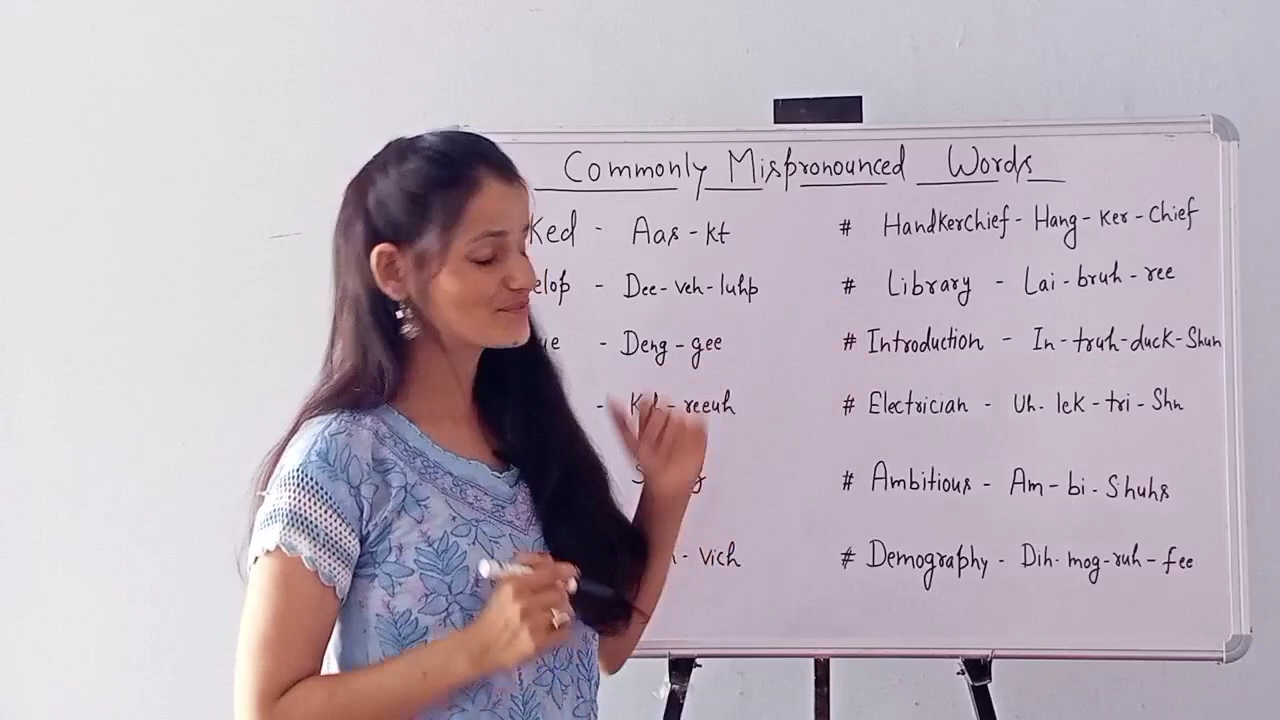 Commonly Mispronounced Words
ked - Aas-kt
elop - Dee-veh-luhp
ue - Deng-gee
- reeuh
- vich
# Handkerchief - Hang-ker-chief
# Library - Lai-bruh-ree
# Introduction - In-truh-duck-Shun
# Electrician - Uh-lek-tri-Shn
# Ambitious - Am-bi-Shuhs
# Demography - Dih-mog-ruh-fee